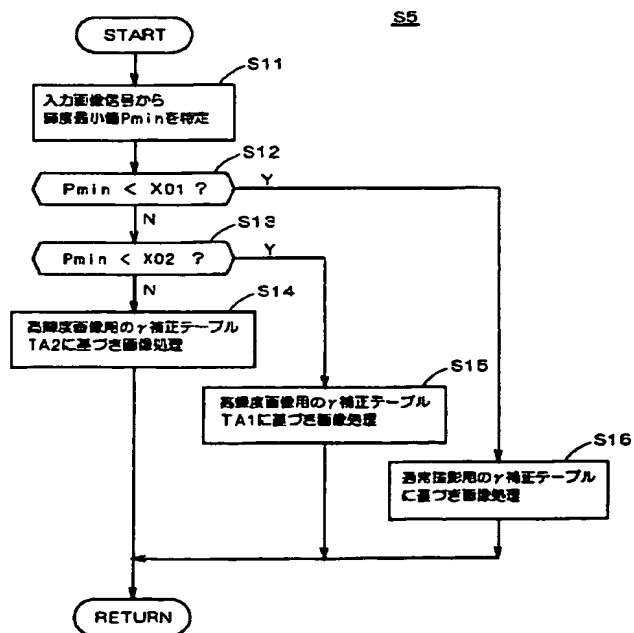 S5
START
S11
入力画像信号から
輝度最小値Pminを特定
S12
Pmin < X01 ?
Y
N
S13
Pmin < X02 ?
Y
N
S14
高輝度画像用のγ補正テーブル
TA2に基づき画像処理
S15
高輝度画像用のγ補正テーブル
TA1に基づき画像処理
S16
通常撮影用のγ補正テーブル
に基づき画像処理
RETURN